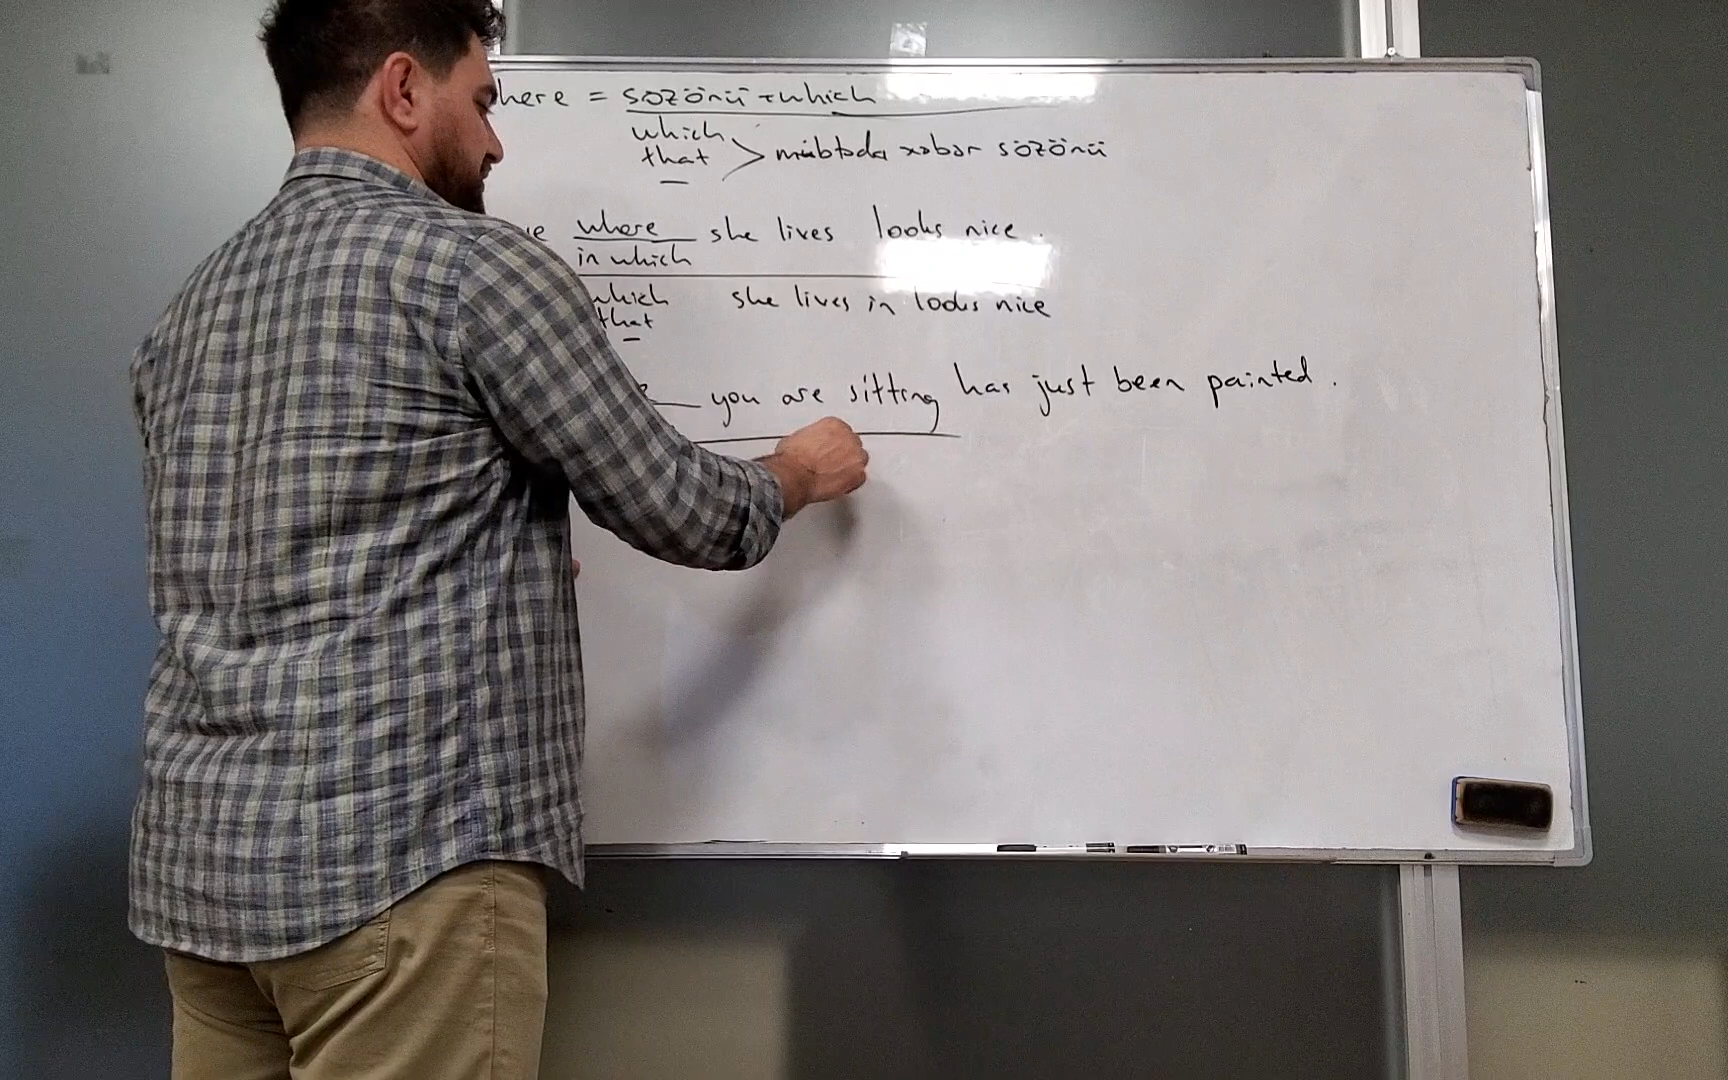 here = sözönü + which
which
that > mübtəda xəbər sözönü
where she lives looks nice.
in which
which she lives in looks nice
that
you are sitting has just been painted.